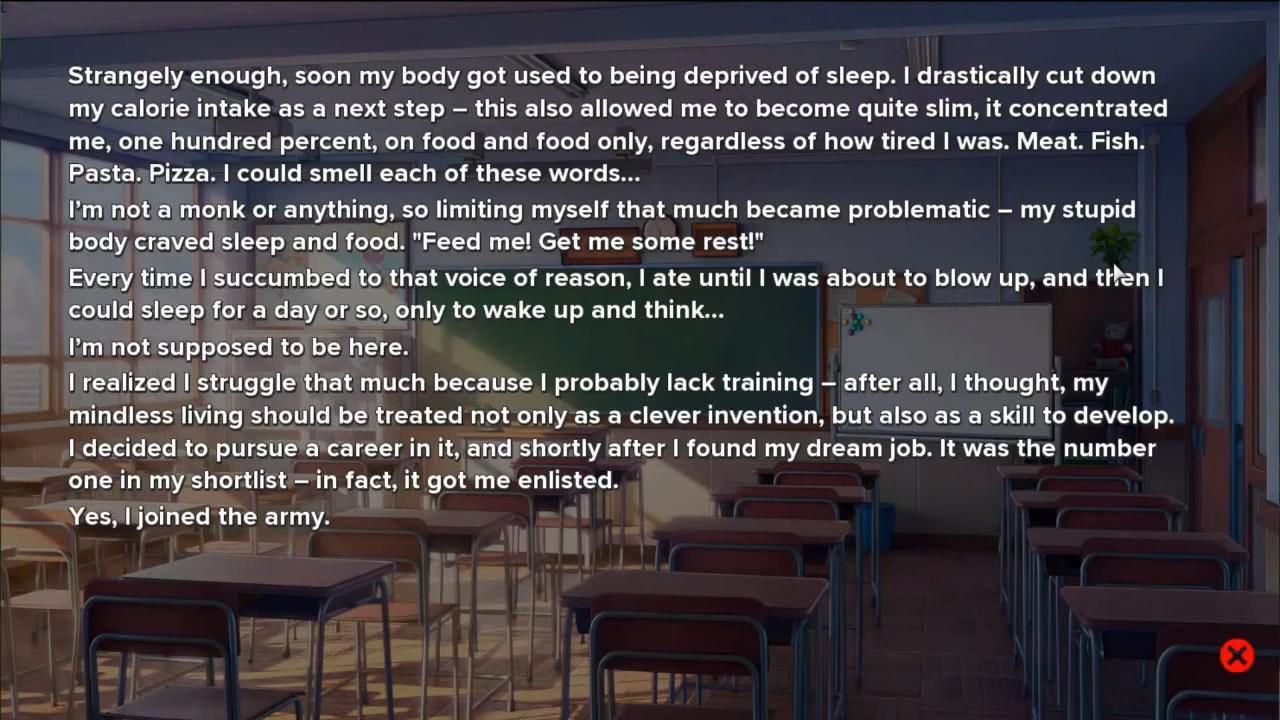 Strangely enough, soon my body got used to being deprived of sleep. I drastically cut down
my calorie intake as a next step – this also allowed me to become quite slim, it concentrated
me, one hundred percent, on food and food only, regardless of how tired I was. Meat. Fish.
Pasta. Pizza. I could smell each of these words...
I’m not a monk or anything, so limiting myself that much became problematic – my stupid
body craved sleep and food. "Feed me! Get me some rest!"
Every time I succumbed to that voice of reason, I ate until I was about to blow up, and then I
could sleep for a day or so, only to wake up and think...
I’m not supposed to be here.
I realized I struggle that much because I probably lack training – after all, I thought, my
mindless living should be treated not only as a clever invention, but also as a skill to develop.
I decided to pursue a career in it, and shortly after I found my dream job. It was the number
one in my shortlist – in fact, it got me enlisted.
Yes, I joined the army.